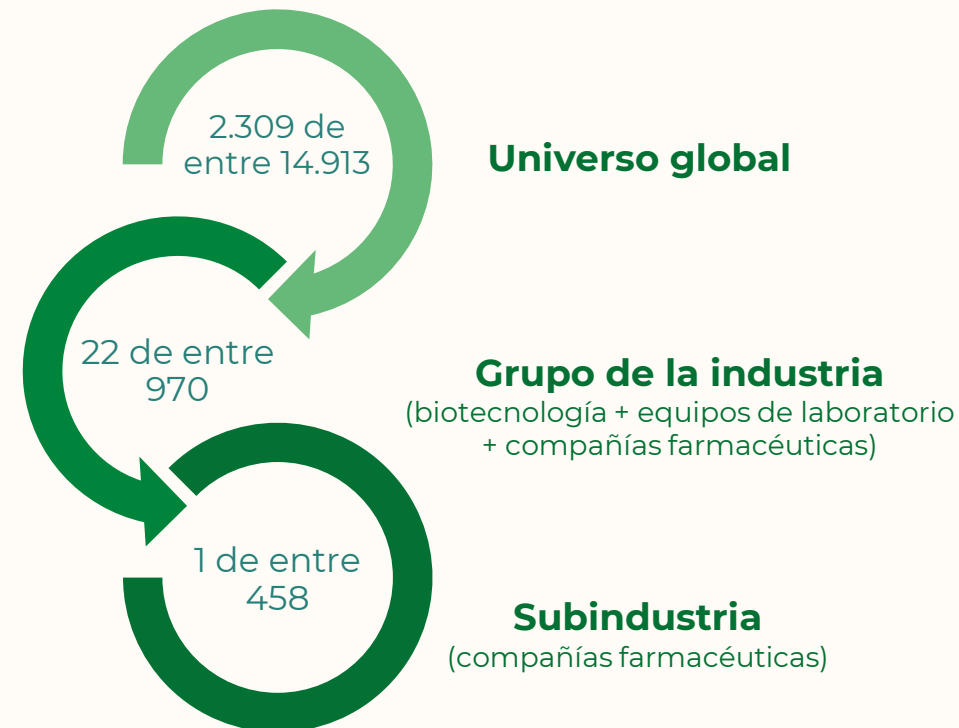 2.309 de
entre 14.913
Universo global
22 de entre
970
Grupo de la industria
(biotecnología + equipos de laboratorio
+ compañías farmacéuticas)
1 de entre
458
Subindustria
(compañías farmacéuticas)